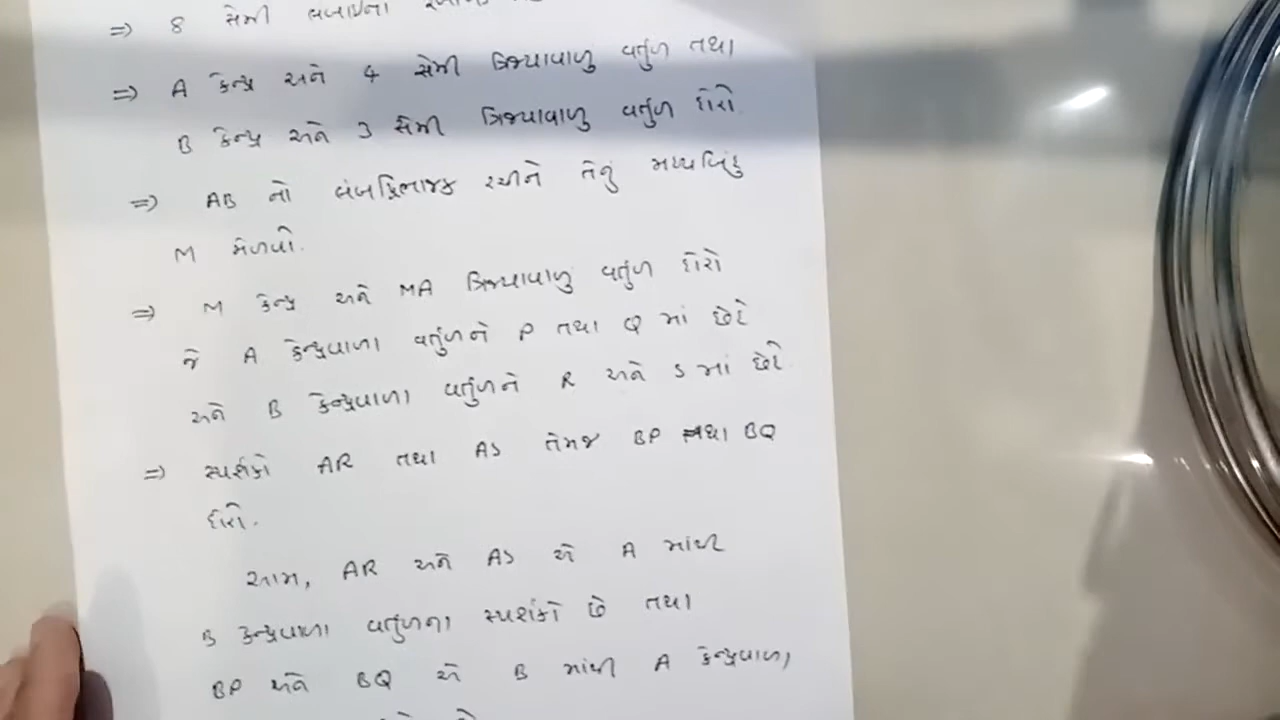 ⇒ 8 સેમી લંબાઈના
⇒ A કેન્દ્ર અને 4 સેમી ત્રિજ્યાવાળુ વર્તુળ તથા
B કેન્દ્ર અને 3 સેમી ત્રિજ્યાવાળુ વર્તુળ દોરો.
⇒ AB નો લંબદ્વિભાજક રચીને તેનું મધ્યબિંદુ
M મેળવો.
⇒ M કેન્દ્ર અને MA ત્રિજ્યાવાળું વર્તુળ દોરો
જે A કેન્દ્રવાળા વર્તુળને P તથા Q માં છેદે
અને B કેન્દ્રવાળા વર્તુળને R અને S માં છેદે.
⇒ સ્પર્શકો AR તથા AS તેમજ BP તથા BQ
દોરો.
આમ, AR અને AS એ A માંથી
B કેન્દ્રવાળા વર્તુળના સ્પર્શકો છે તથા
BP અને BQ એ B માંથી A કેન્દ્રવાળા